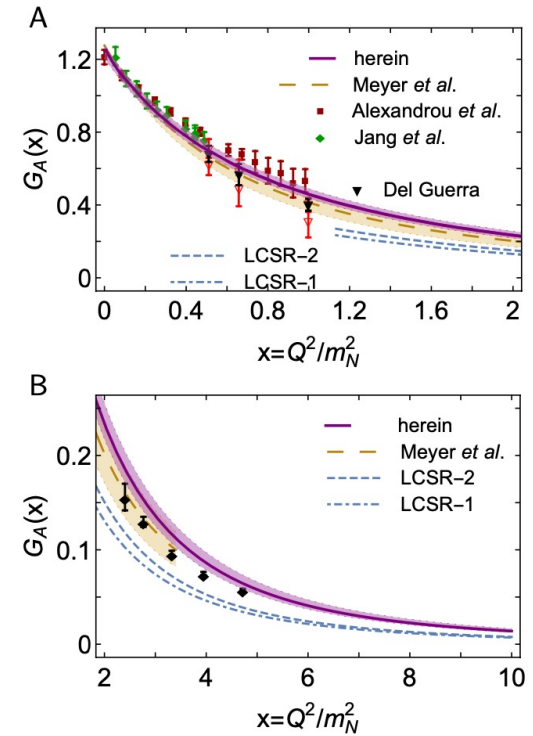 A
1.2
0.8
0.4
0
G_A(x)
herein
Meyer et al.
Alexandrou et al.
Jang et al.
Del Guerra
LCSR–2
LCSR–1
0 0.4 0.8 1.2 1.6 2
x=Q²/m²_N
B
0.2
0.1
0
G_A(x)
herein
Meyer et al.
LCSR–2
LCSR–1
2 4 6 8 10
x=Q²/m²_N